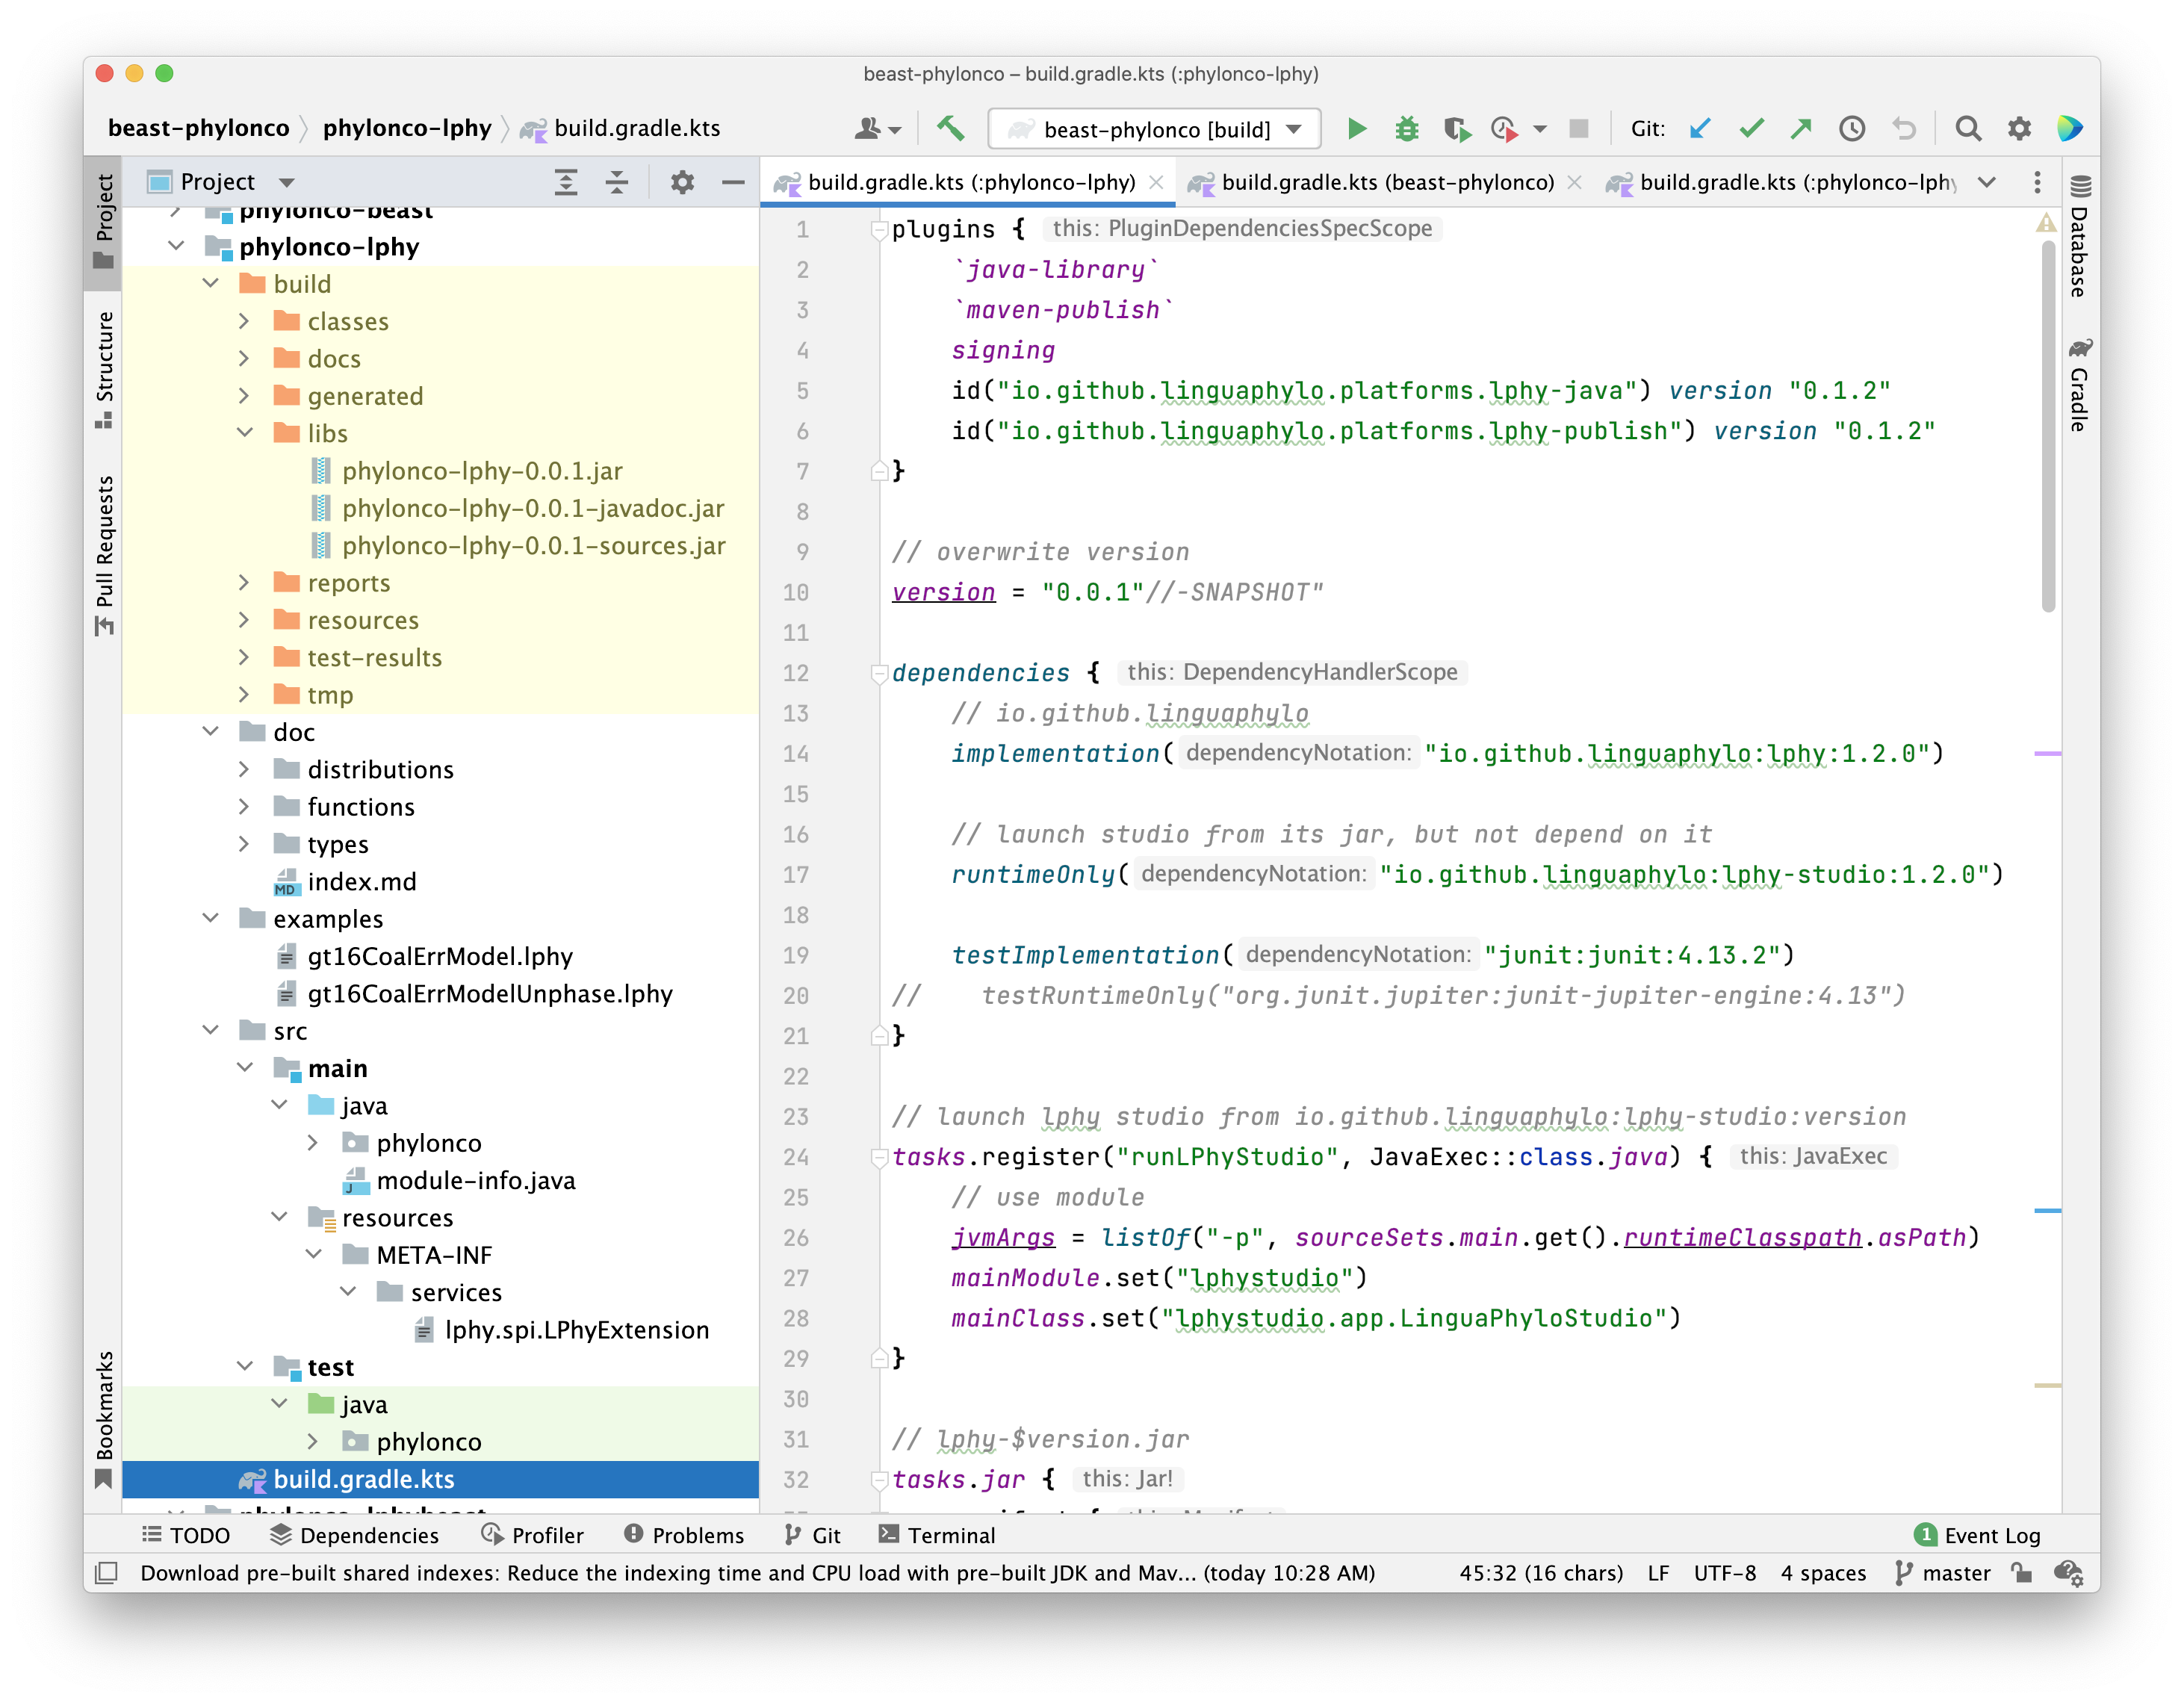 beast-phylonco – build.gradle.kts (:phylonco-lphy)
beast-phylonco phylonco-lphy build.gradle.kts
beast-phylonco [build]
Git:
Project
Structure
Pull Requests
Bookmarks
Project
phylonco-beast
phylonco-lphy
build
classes
docs
generated
libs
phylonco-lphy-0.0.1.jar
phylonco-lphy-0.0.1-javadoc.jar
phylonco-lphy-0.0.1-sources.jar
reports
resources
test-results
tmp
doc
distributions
functions
types
index.md
examples
gt16CoalErrModel.lphy
gt16CoalErrModelUnphase.lphy
src
main
java
phylonco
module-info.java
resources
META-INF
services
lphy.spi.LPhyExtension
test
java
phylonco
build.gradle.kts
phylonco-lphybeast
build.gradle.kts (:phylonco-lphy)
build.gradle.kts (beast-phylonco)
build.gradle.kts (:phylonco-lph
1 plugins { this: PluginDependenciesSpecScope
2 `java-library`
3 `maven-publish`
4 signing
5 id("io.github.linguaphylo.platforms.lphy-java") version "0.1.2"
6 id("io.github.linguaphylo.platforms.lphy-publish") version "0.1.2"
7 }
8
9 // overwrite version
10 version = "0.0.1"//-SNAPSHOT"
11
12 dependencies { this: DependencyHandlerScope
13 // io.github.linguaphylo
14 implementation( dependencyNotation: "io.github.linguaphylo:lphy:1.2.0")
15
16 // launch studio from its jar, but not depend on it
17 runtimeOnly( dependencyNotation: "io.github.linguaphylo:lphy-studio:1.2.0")
18
19 testImplementation( dependencyNotation: "junit:junit:4.13.2")
20 // testRuntimeOnly("org.junit.jupiter:junit-jupiter-engine:4.13")
21 }
22
23 // launch lphy studio from io.github.linguaphylo:lphy-studio:version
24 tasks.register("runLPhyStudio", JavaExec::class.java) { this: JavaExec
25 // use module
26 jvmArgs = listOf("-p", sourceSets.main.get().runtimeClasspath.asPath)
27 mainModule.set("lphystudio")
28 mainClass.set("lphystudio.app.LinguaPhyloStudio")
29 }
30
31 // lphy-$version.jar
32 tasks.jar { this: Jar!
Database
Gradle
TODO Dependencies Profiler Problems Git Terminal
1 Event Log
Download pre-built shared indexes: Reduce the indexing time and CPU load with pre-built JDK and Mav... (today 10:28 AM)
45:32 (16 chars) LF UTF-8 4 spaces master